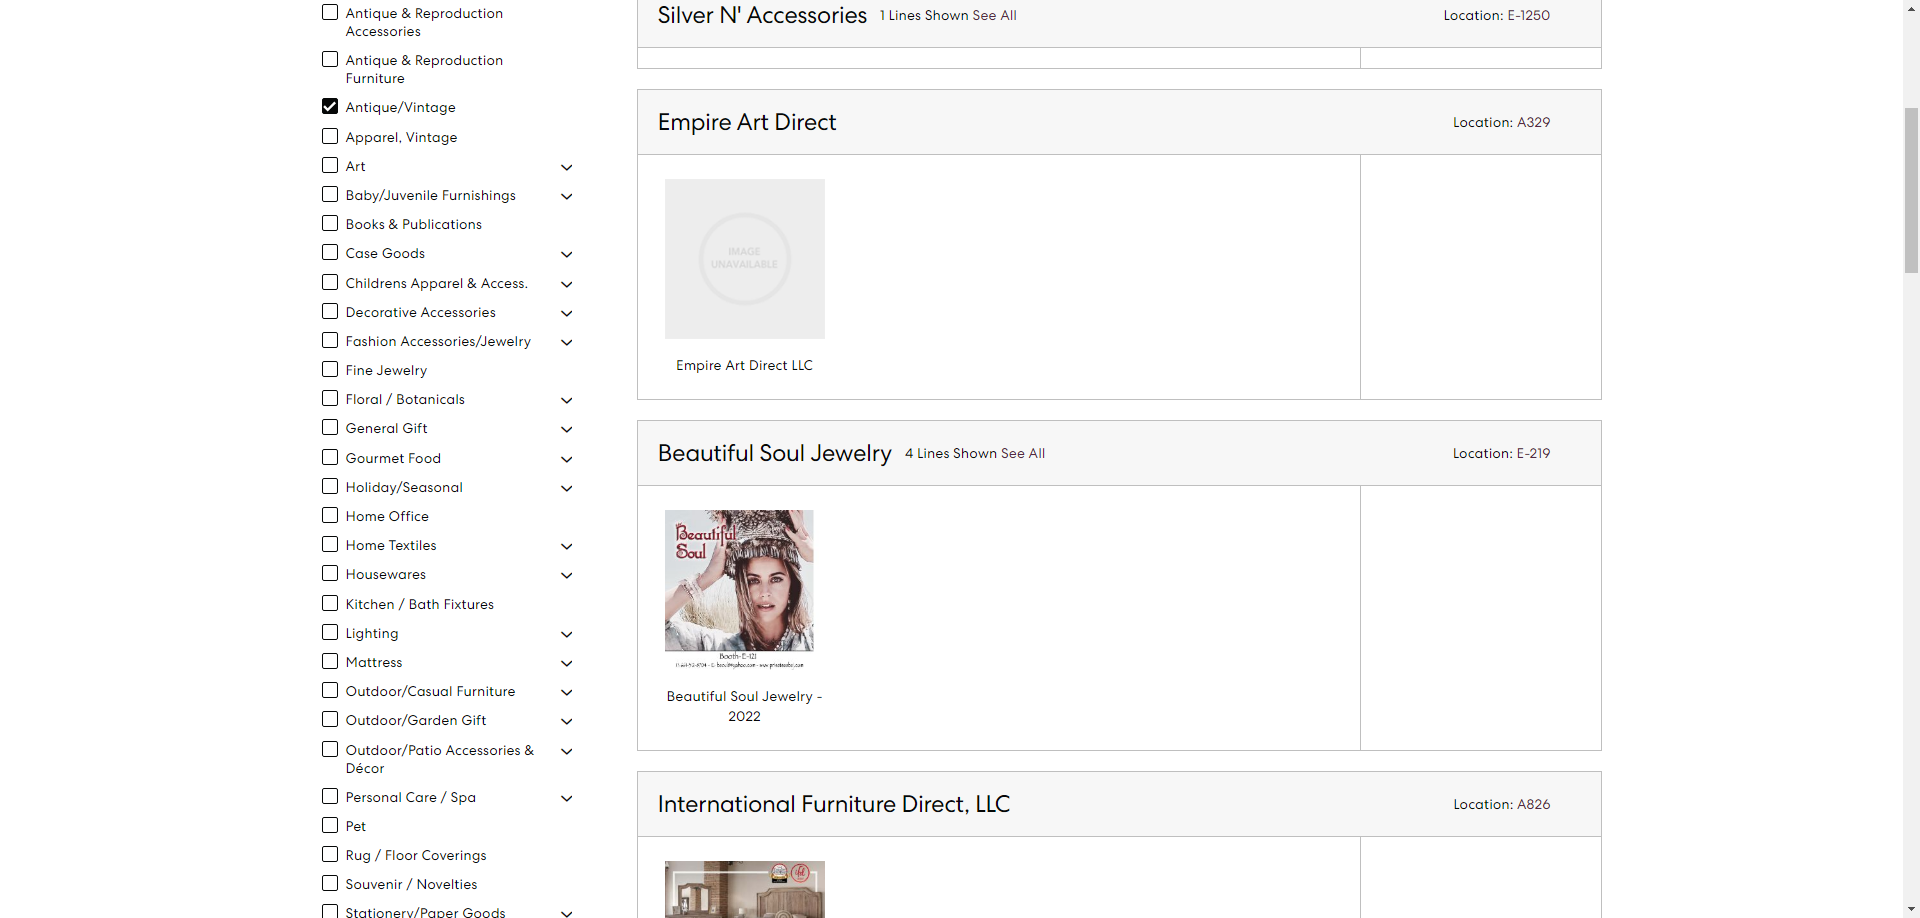 Antique & Reproduction
Accessories
Antique & Reproduction
Furniture
Antique/Vintage
Apparel, Vintage
Art
Baby/Juvenile Furnishings
Books & Publications
Case Goods
Childrens Apparel & Access.
Decorative Accessories
Fashion Accessories/Jewelry
Fine Jewelry
Floral / Botanicals
General Gift
Gourmet Food
Holiday/Seasonal
Home Office
Home Textiles
Housewares
Kitchen / Bath Fixtures
Lighting
Mattress
Outdoor/Casual Furniture
Outdoor/Garden Gift
Outdoor/Patio Accessories &
Décor
Personal Care / Spa
Pet
Rug / Floor Coverings
Souvenir / Novelties
Stationery/Paper Goods
Silver N' Accessories 1 Lines Shown See All Location: E-1250
Empire Art Direct Location: A329
IMAGE
UNAVAILABLE
Empire Art Direct LLC
Beautiful Soul Jewelry 4 Lines Shown See All Location: E-219
Beautiful
Soul
Booth-E-121
Beautiful Soul Jewelry -
2022
International Furniture Direct, LLC Location: A826
ifd